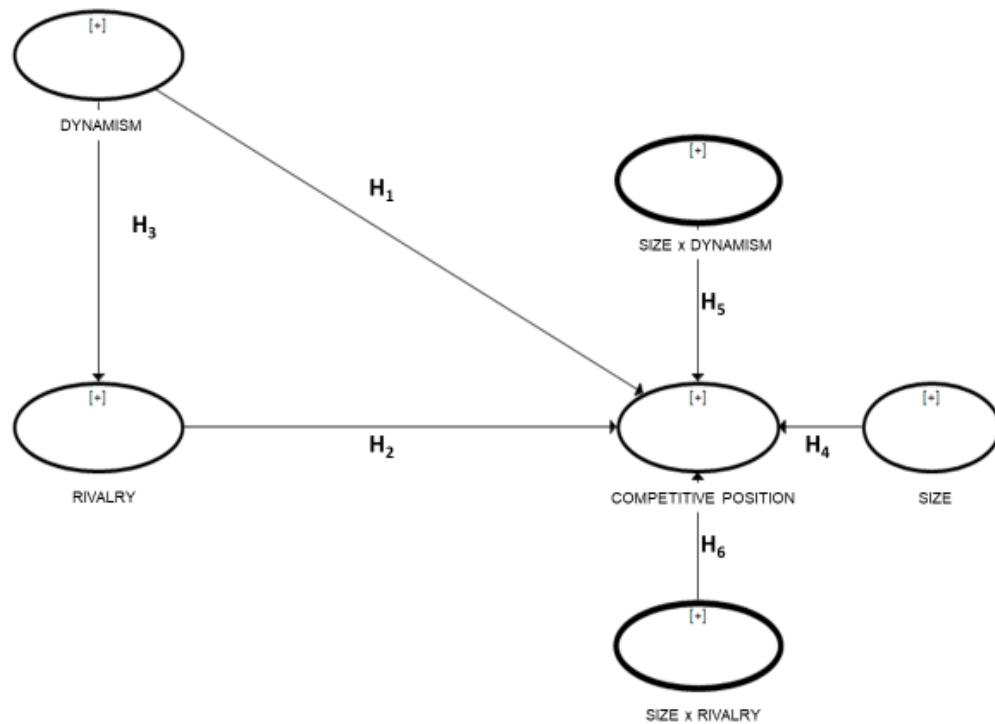 [+]
DYNAMISM
[+]
H₁
H₃
SIZE x DYNAMISM
H₅
[+]
[+]
[+]
H₂
H₄
RIVALRY
COMPETITIVE POSITION
SIZE
H₆
[+]
SIZE x RIVALRY